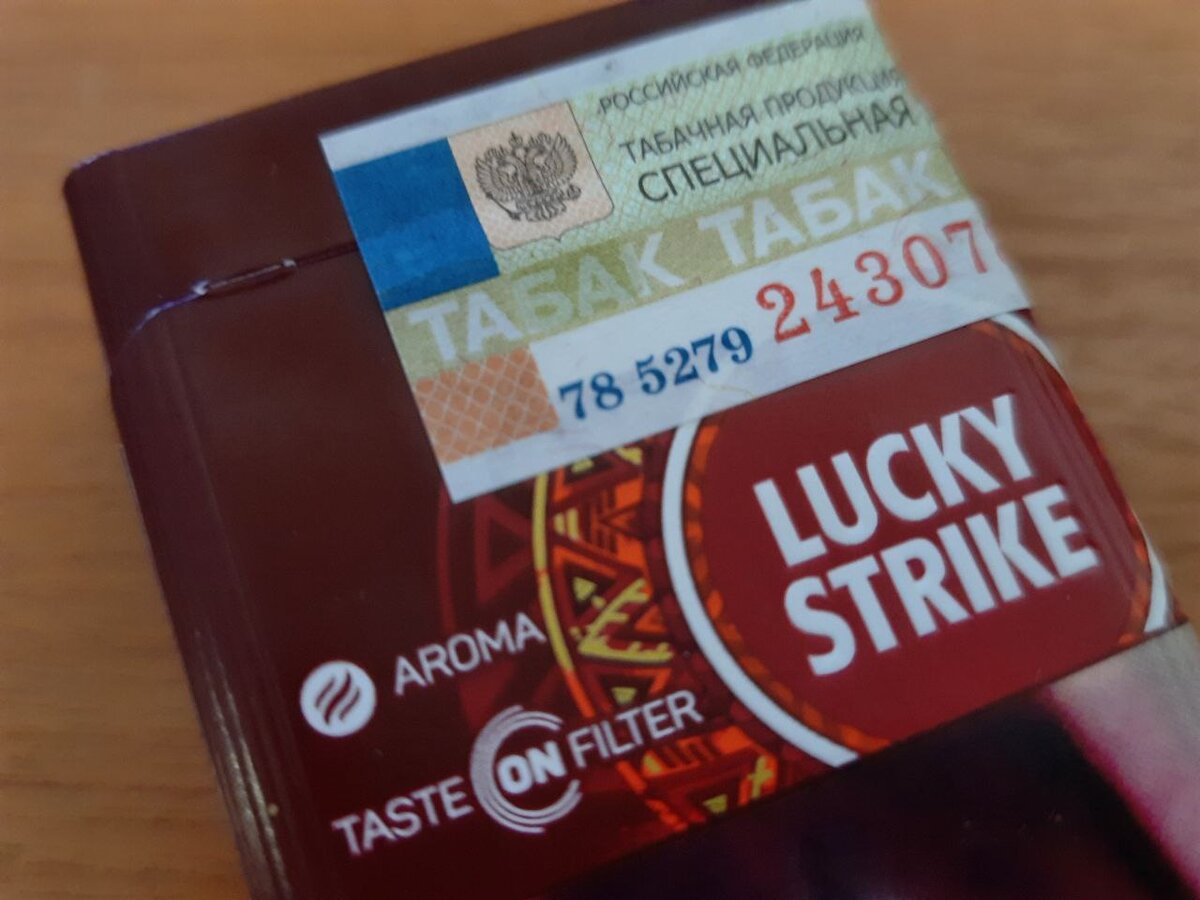 РОССИЙСКАЯ ФЕДЕРАЦИЯ
ТАБАЧНАЯ ПРОДУКЦИЯ
СПЕЦИАЛЬНАЯ
ТАБАК ТАБАК
78 5279 24307
LUCKY
STRIKE
AROMA
TASTE ON FILTER